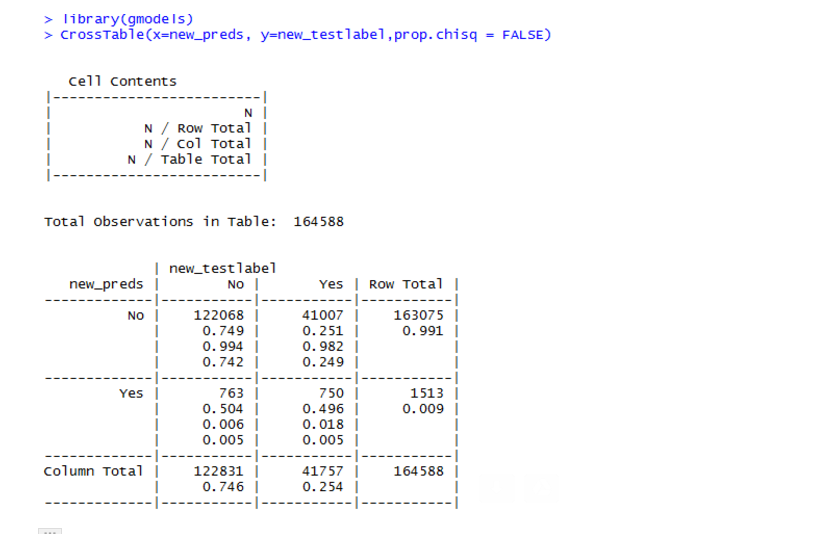 > library(gmodels)
> CrossTable(x=new_preds, y=new_testlabel,prop.chisq = FALSE)
Cell Contents
|-------------------------|
| N |
| N / Row Total |
| N / Col Total |
| N / Table Total |
|-------------------------|
Total Observations in Table: 164588
| new_testlabel
new_preds | No | Yes | Row Total |
-------------|-----------|-----------|-----------|
No | 122068 | 41007 | 163075 |
| 0.749 | 0.251 | 0.991 |
| 0.994 | 0.982 | |
| 0.742 | 0.249 | |
-------------|-----------|-----------|-----------|
Yes | 763 | 750 | 1513 |
| 0.504 | 0.496 | 0.009 |
| 0.006 | 0.018 | |
| 0.005 | 0.005 | |
-------------|-----------|-----------|-----------|
Column Total | 122831 | 41757 | 164588 |
| 0.746 | 0.254 | |
-------------|-----------|-----------|-----------|